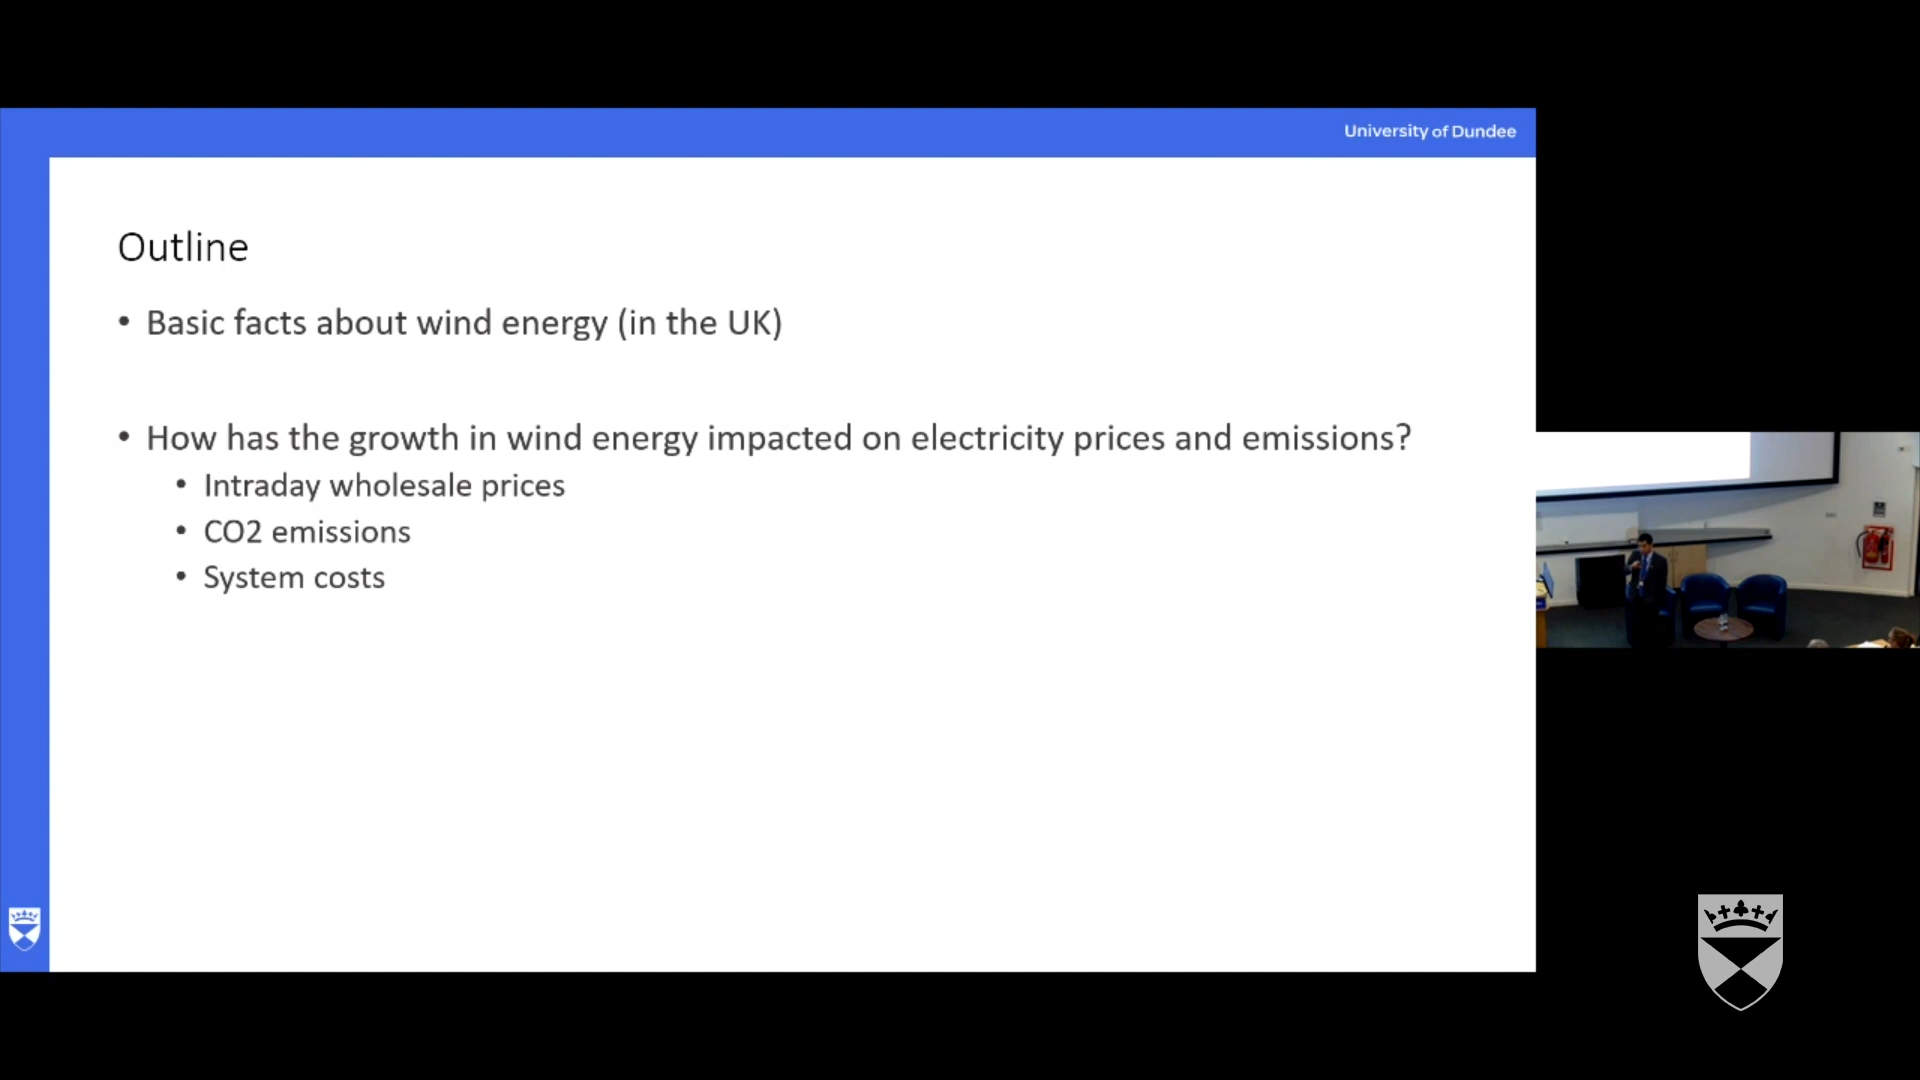 University of Dundee
Outline
• Basic facts about wind energy (in the UK)
• How has the growth in wind energy impacted on electricity prices and emissions?
• Intraday wholesale prices
• CO2 emissions
• System costs